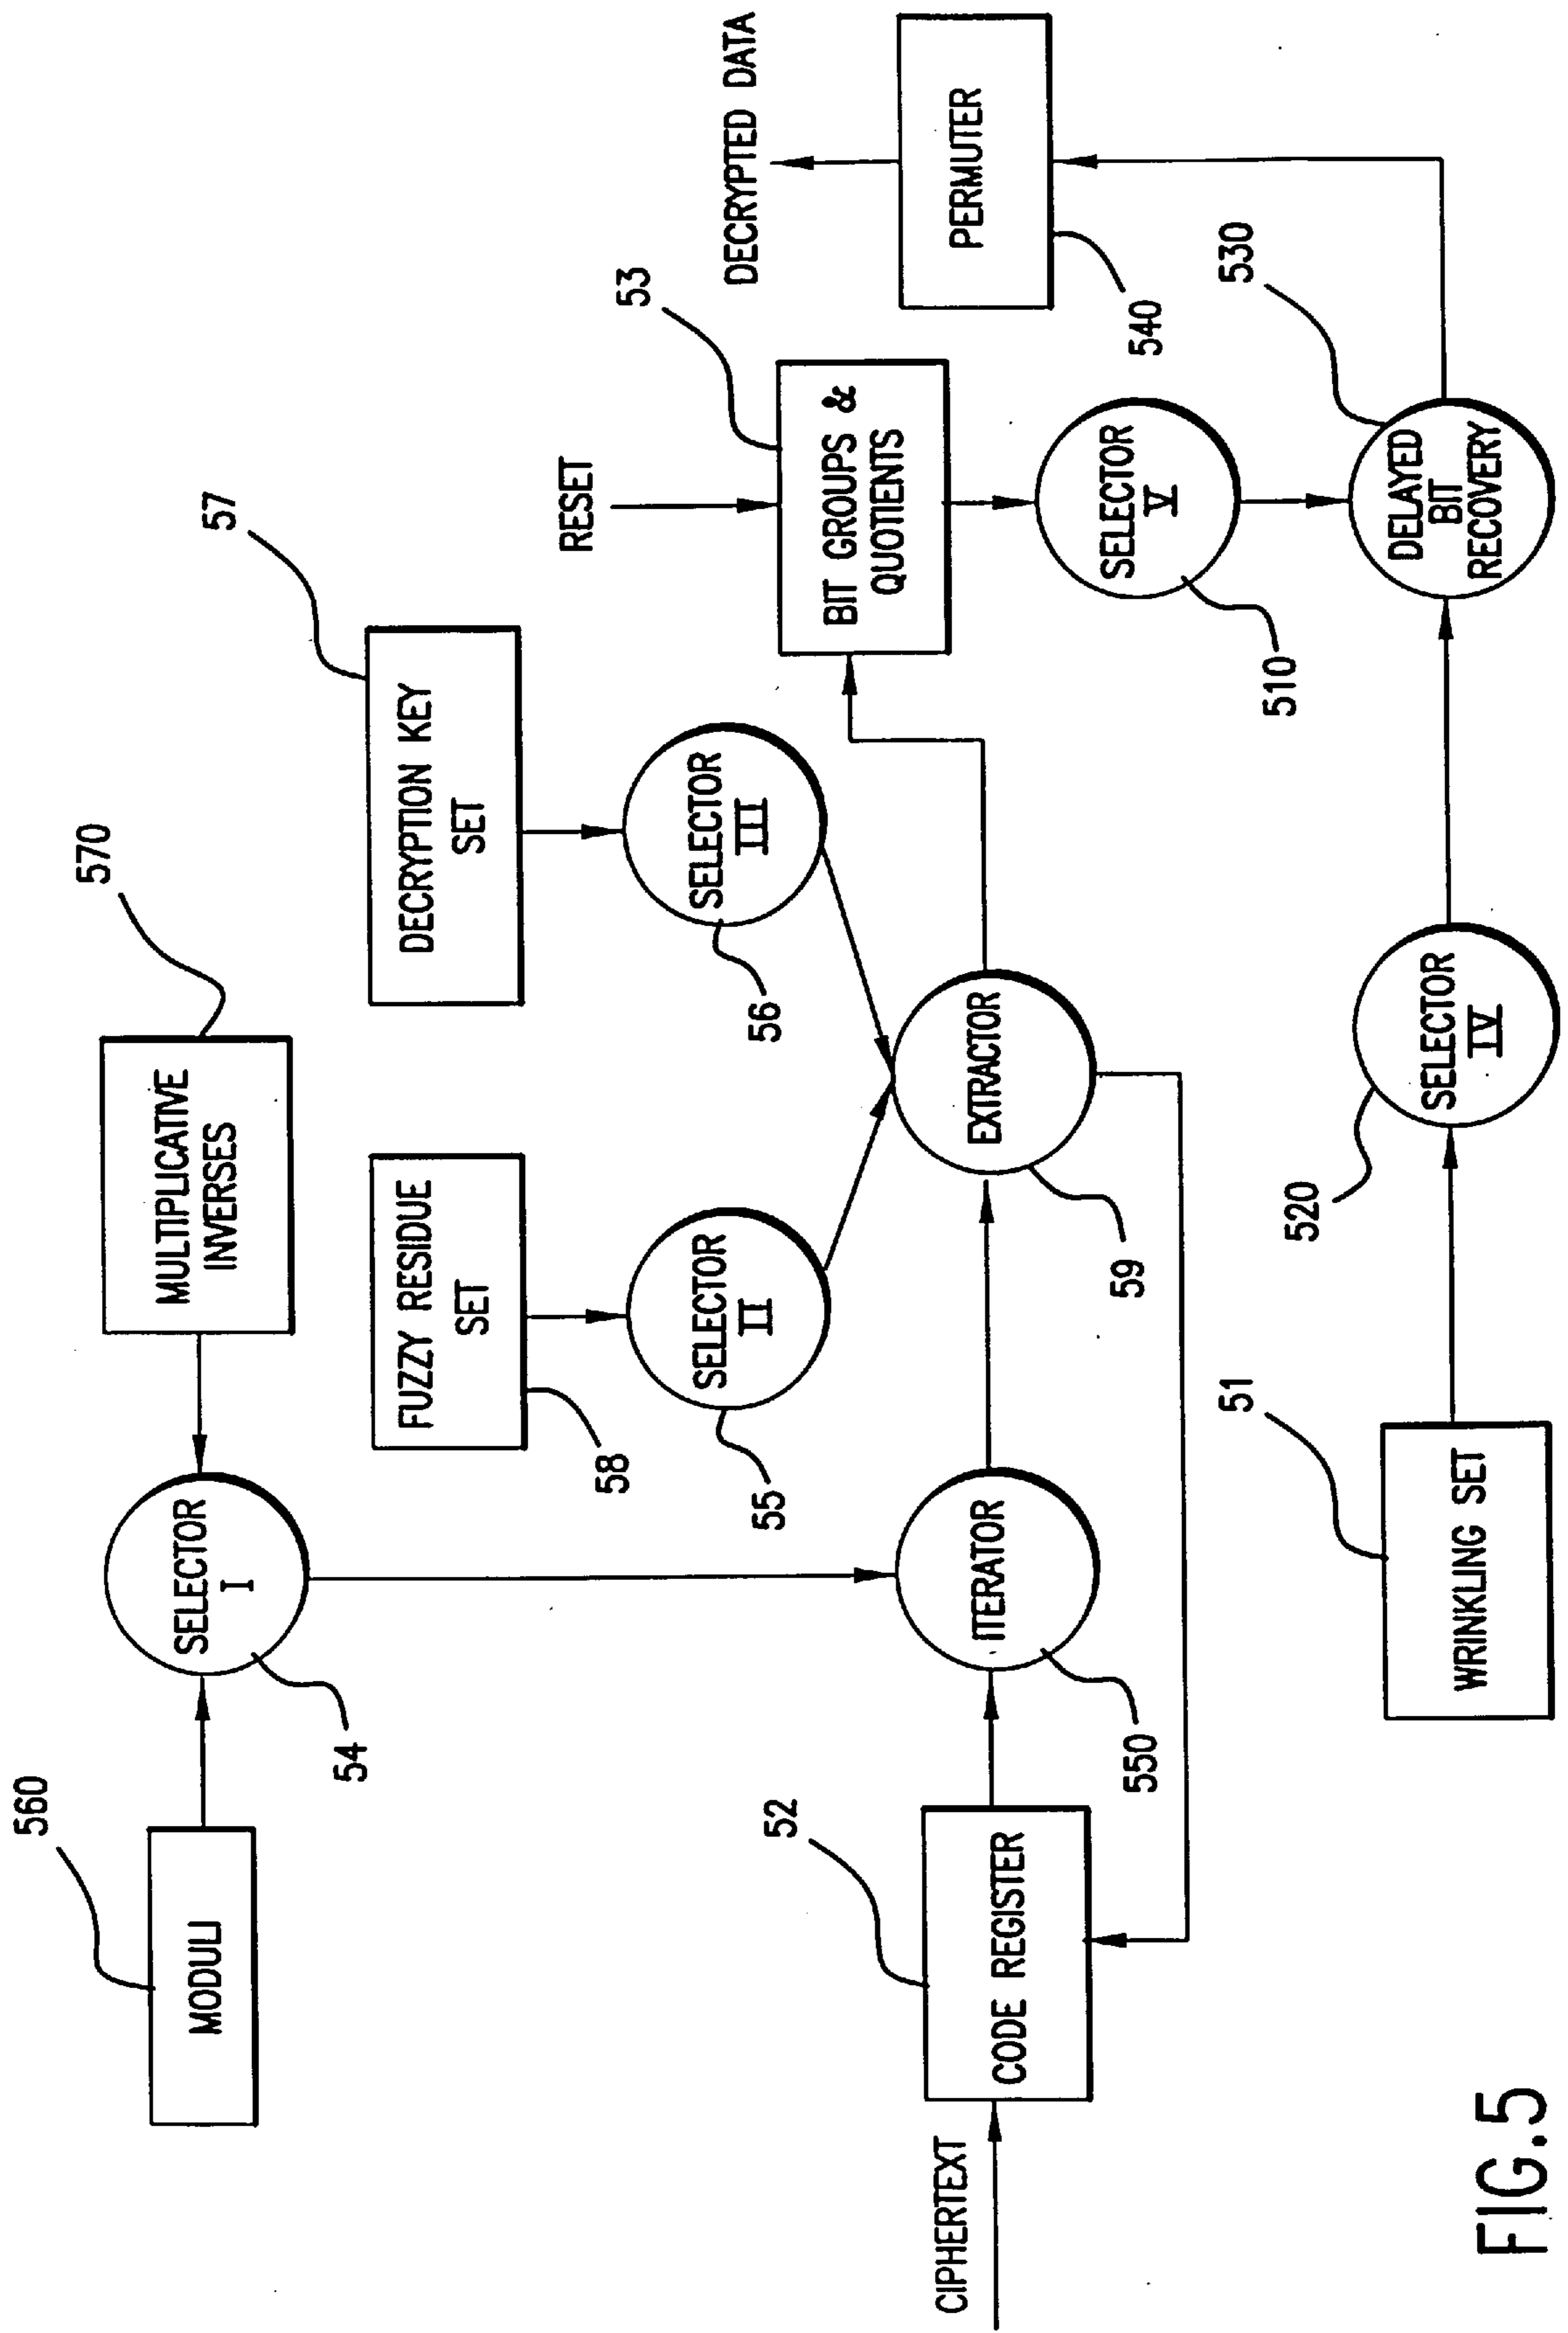 560
MODULI
54
SELECTOR
I
570
MULTIPLICATIVE
INVERSES
57
DECRYPTION KEY
SET
FUZZY RESIDUE
SET
58
SELECTOR
II
55
SELECTOR
III
56
RESET
53
BIT GROUPS &
QUOTIENTS
DECRYPTED DATA
PERMUTER
540
CIPHERTEXT
52
CODE REGISTER
ITERATOR
550
EXTRACTOR
59
SELECTOR
V
510
530
DELAYED
BIT
RECOVERY
51
WRINKLING SET
520
SELECTOR
IV
FIG.5